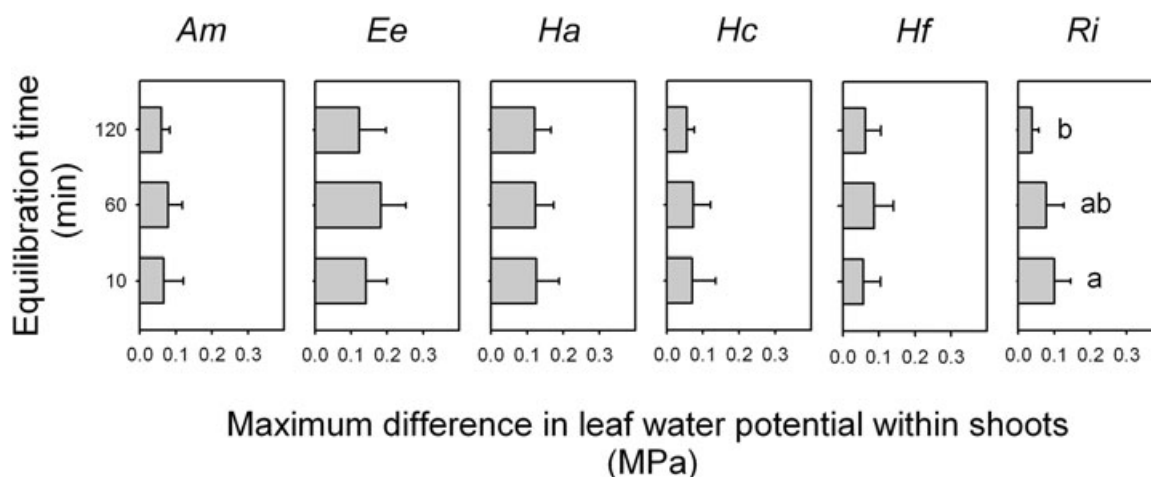 Am Ee Ha Hc Hf Ri
Equilibration time
(min)
120
60
10
b
ab
a
0.0 0.1 0.2 0.3 0.0 0.1 0.2 0.3 0.0 0.1 0.2 0.3 0.0 0.1 0.2 0.3 0.0 0.1 0.2 0.3 0.0 0.1 0.2 0.3
Maximum difference in leaf water potential within shoots
(MPa)